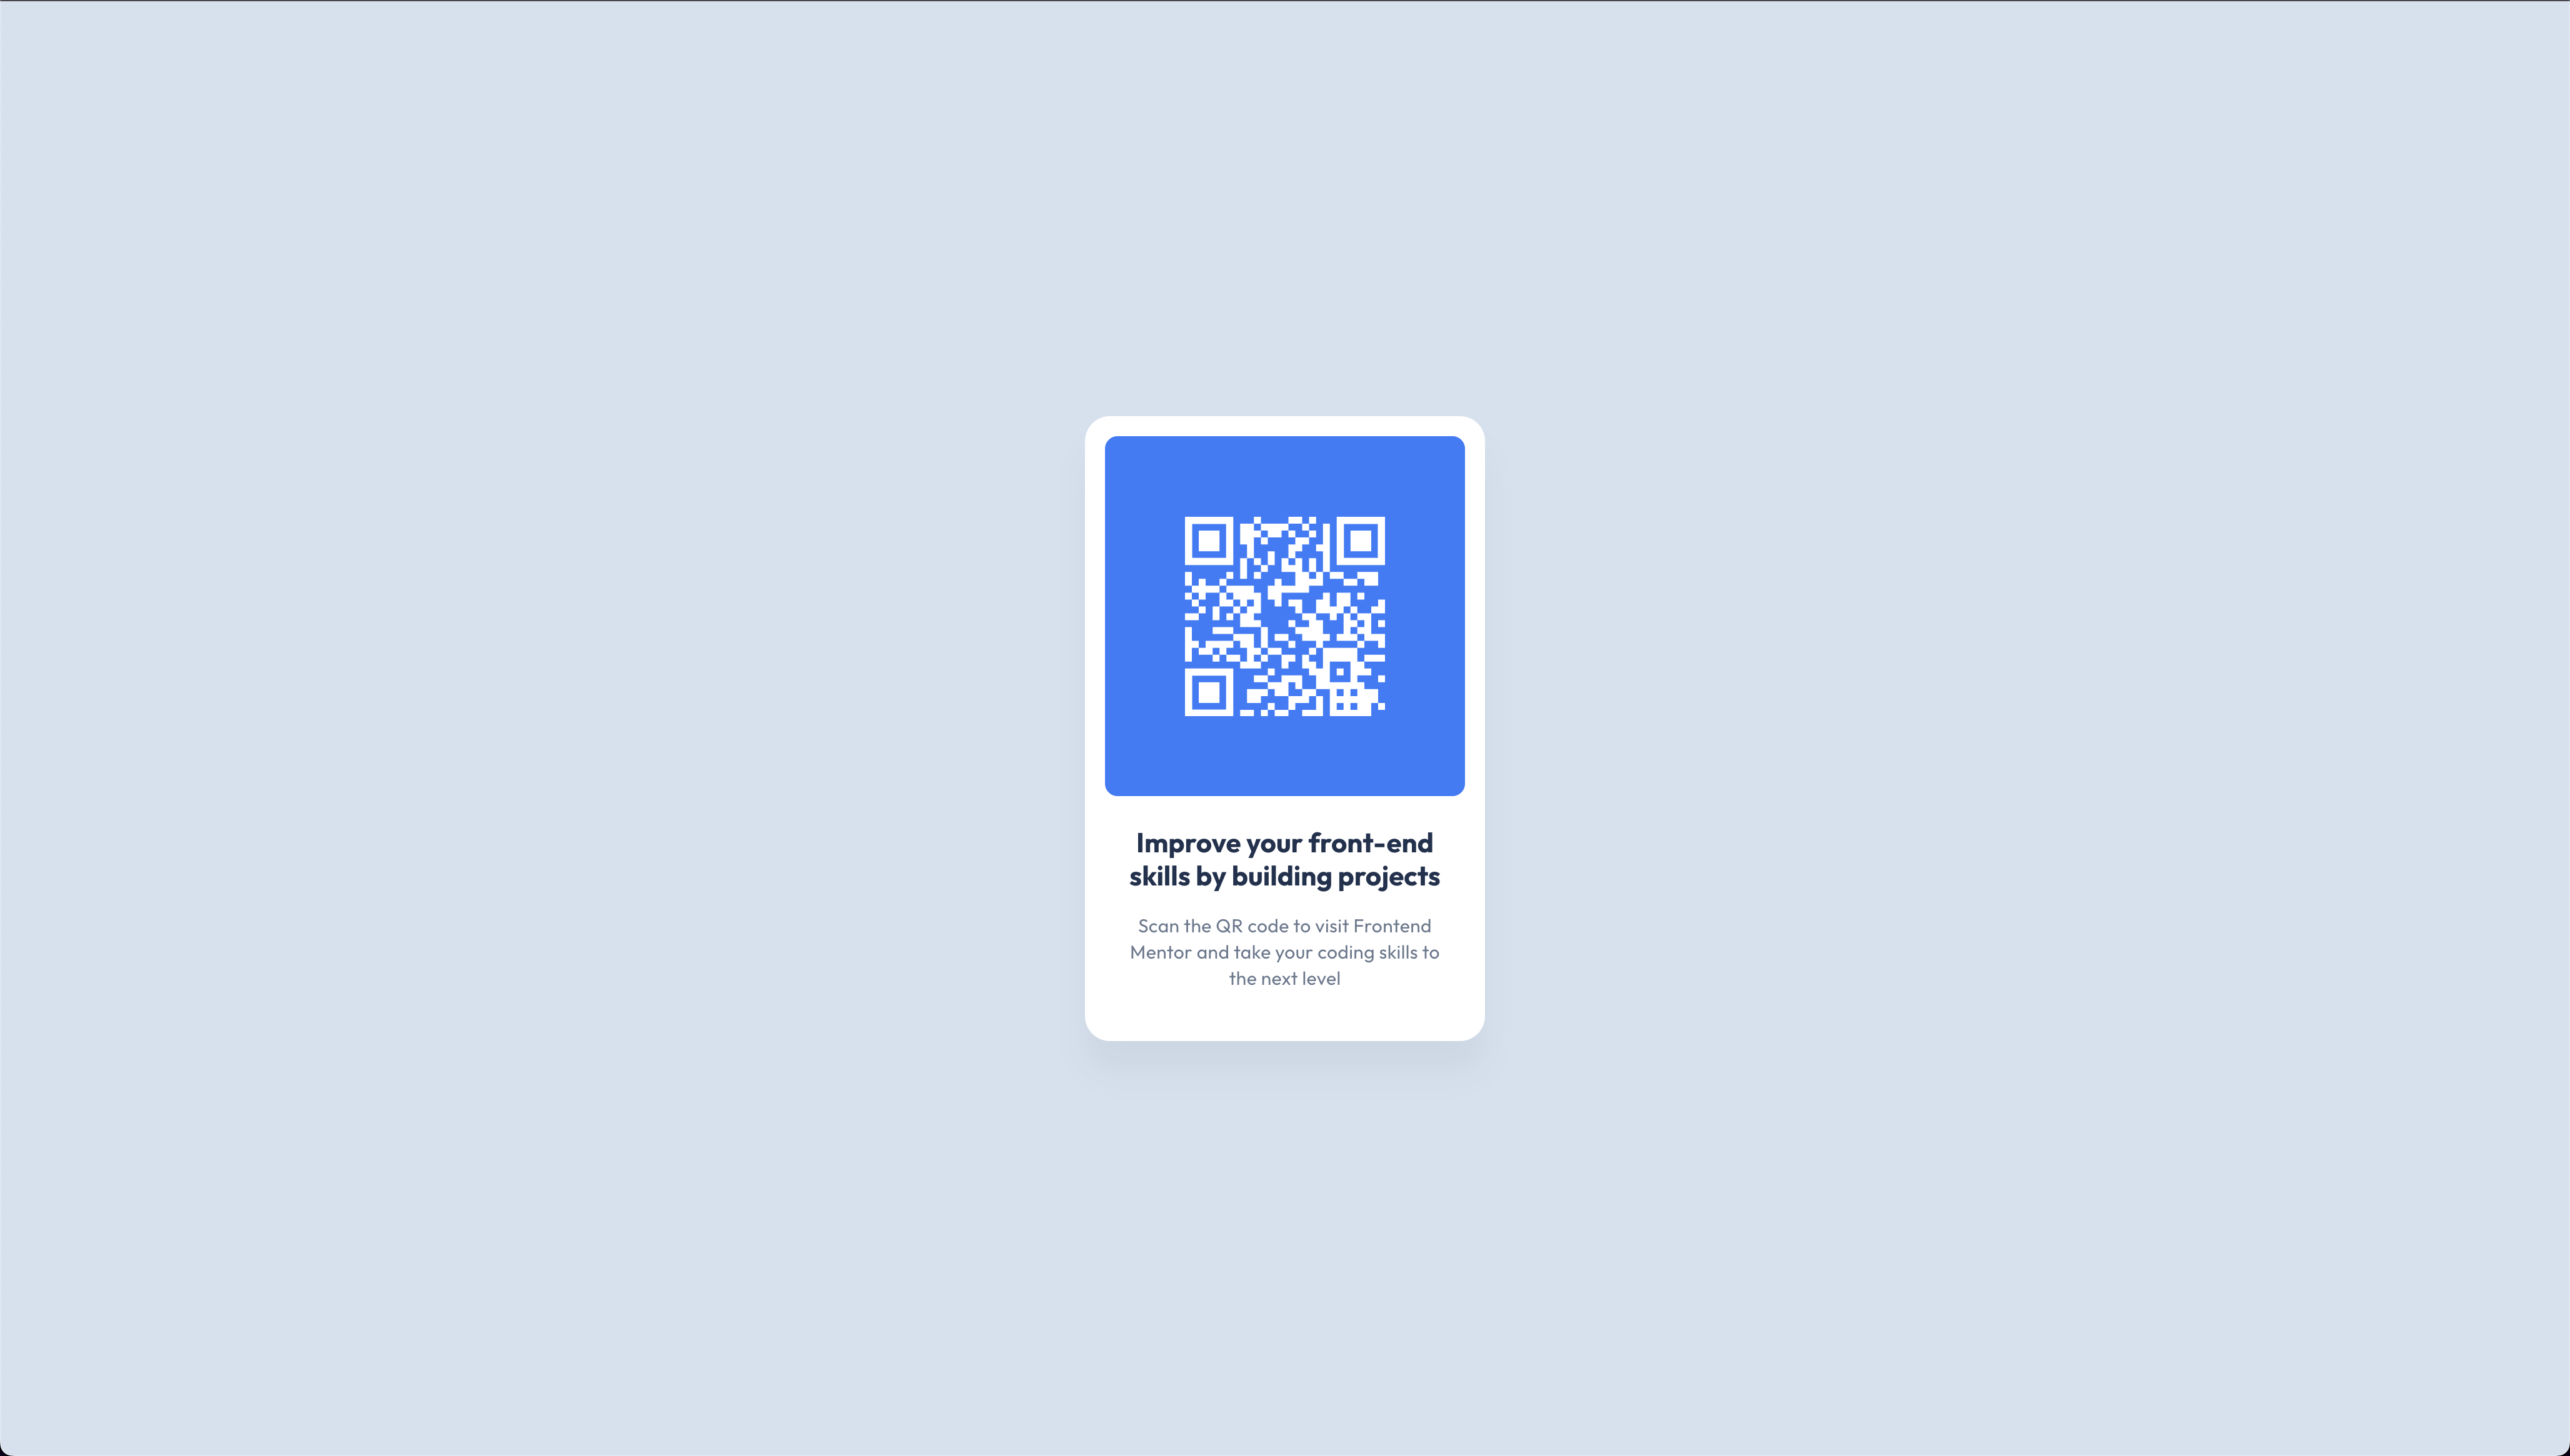 Improve your front-end
skills by building projects
Scan the QR code to visit Frontend
Mentor and take your coding skills to
the next level